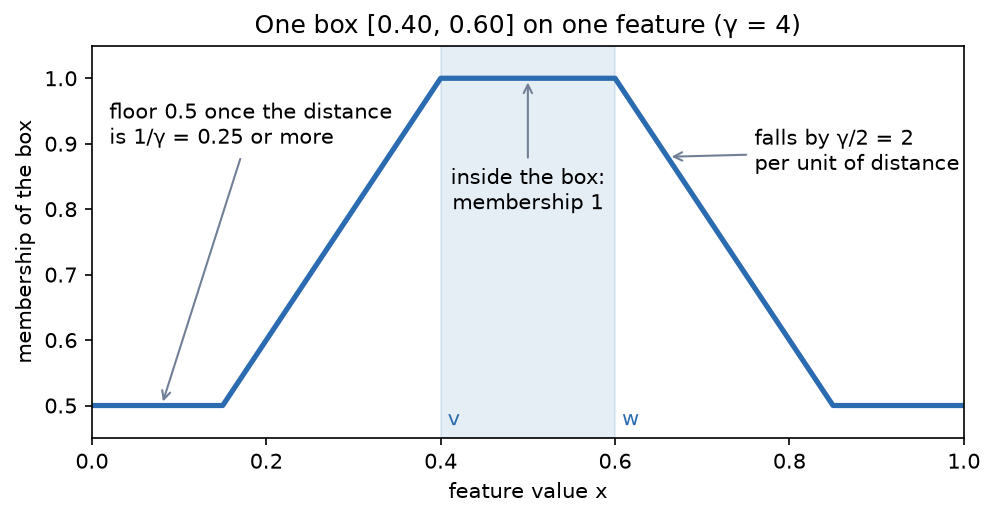 One box [0.40, 0.60] on one feature (γ = 4)
membership of the box
1.0
0.9
0.8
0.7
0.6
0.5
floor 0.5 once the distance
is 1/γ = 0.25 or more
inside the box:
membership 1
falls by γ/2 = 2
per unit of distance
v
w
0.0
0.2
0.4
0.6
0.8
1.0
feature value x